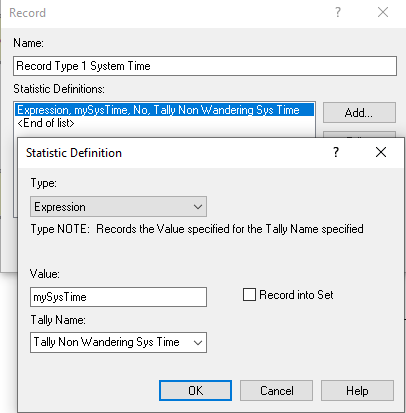 Record
Name:
Record Type 1 System Time
Statistic Definitions:
Expression, mySysTime, No, Tally Non Wandering Sys Time
<End of list>
Add...
Statistic Definition
Type:
Expression
Type NOTE: Records the Value specified for the Tally Name specified
Value:
mySysTime
Record into Set
Tally Name:
Tally Non Wandering Sys Time
OK
Cancel
Help